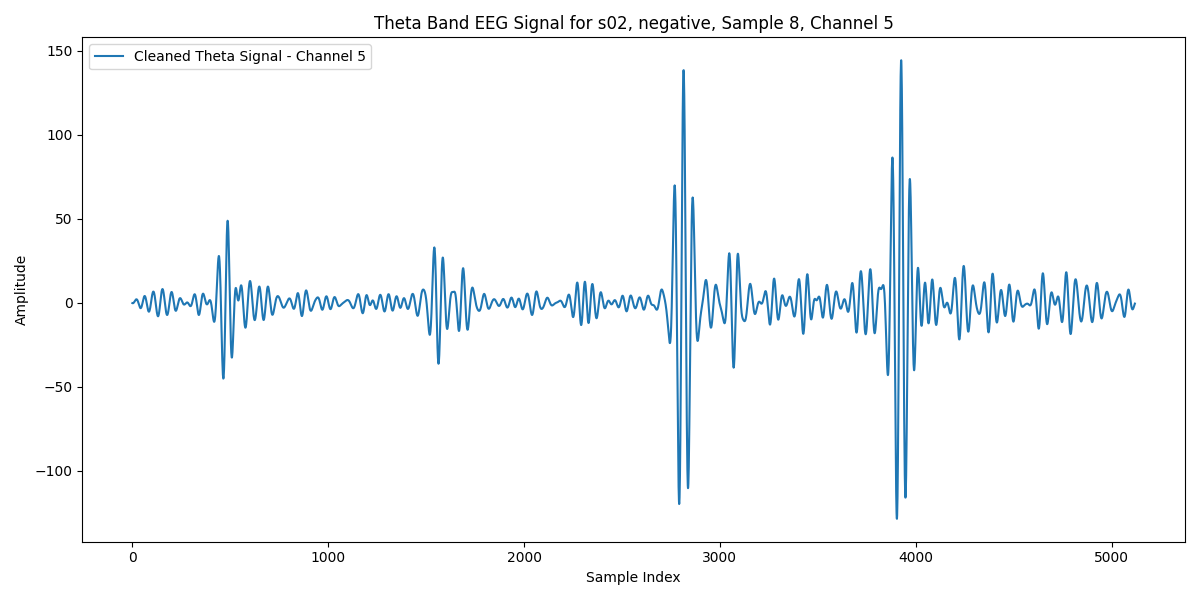 Theta Band EEG Signal for s02, negative, Sample 8, Channel 5
Cleaned Theta Signal - Channel 5
150
100
50
0
−50
−100
Amplitude
0 1000 2000 3000 4000 5000
Sample Index